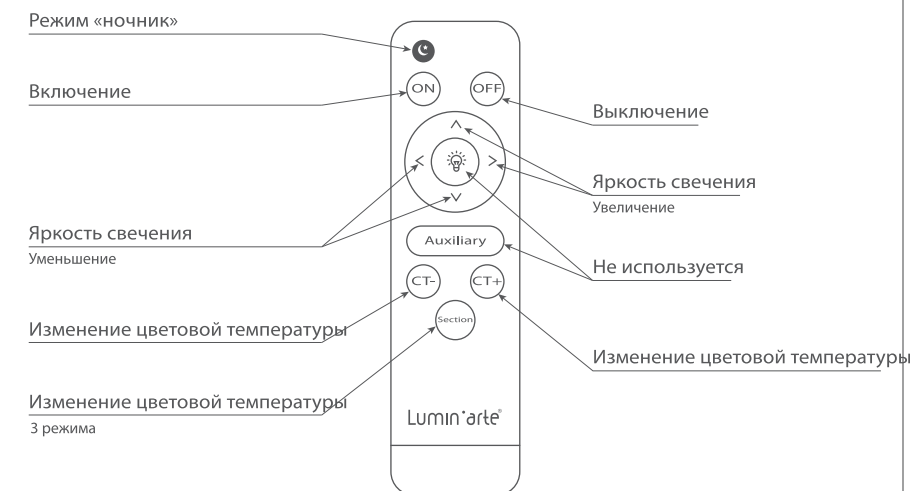 Режим «ночник»
Включение
ON
OFF
Выключение
Яркость свечения
Увеличение
Яркость свечения
Уменьшение
Auxiliary
Не используется
CT-
CT+
Изменение цветовой температуры
Section
Изменение цветовой температуры
Изменение цветовой температуры
3 режима
Lumin·arte®